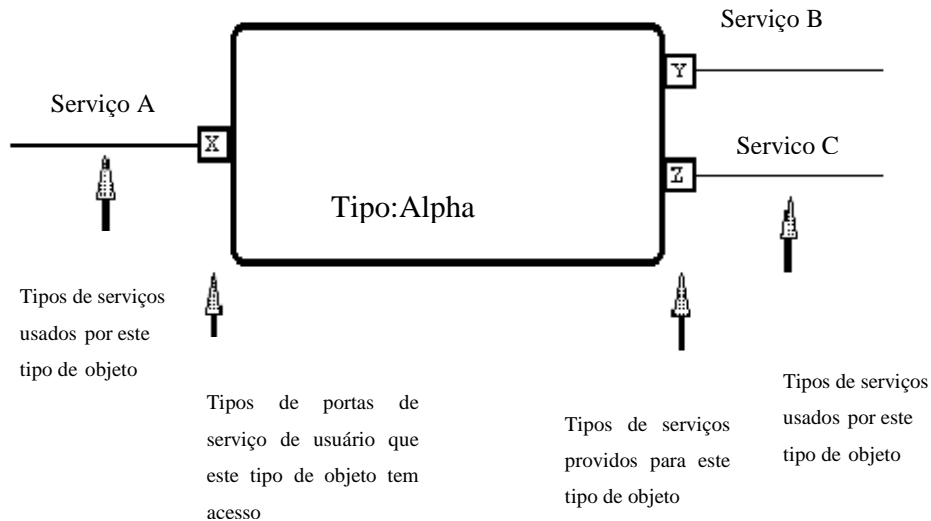 Serviço B
Serviço A
X
Y
Servico C
Z
Tipo:Alpha
Tipos de serviços
usados por este
tipo de objeto
Tipos de portas de
serviço de usuário que
este tipo de objeto tem
acesso
Tipos de serviços
providos para este
tipo de objeto
Tipos de serviços
usados por este
tipo de objeto